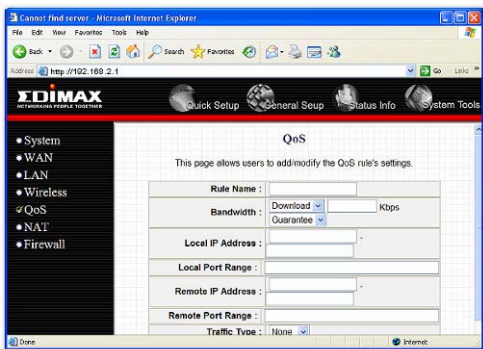 Cannot find server - Microsoft Internet Explorer
File Edit View Favorites Tools Help
Back Search Favorites
Address http://192.168.2.1 Go Links »
EDIMAX
NETWORKING PEOPLE TOGETHER
Quick Setup General Seup Status Info System Tools
System
WAN
LAN
Wireless
QoS
NAT
Firewall
QoS
This page allows users to add/modify the QoS rule's settings.
Rule Name :
Bandwidth : Download Kbps
Guarantee
Local IP Address : -
Local Port Range :
Remote IP Address : -
Remote Port Range :
Traffic Type : None
Done Internet